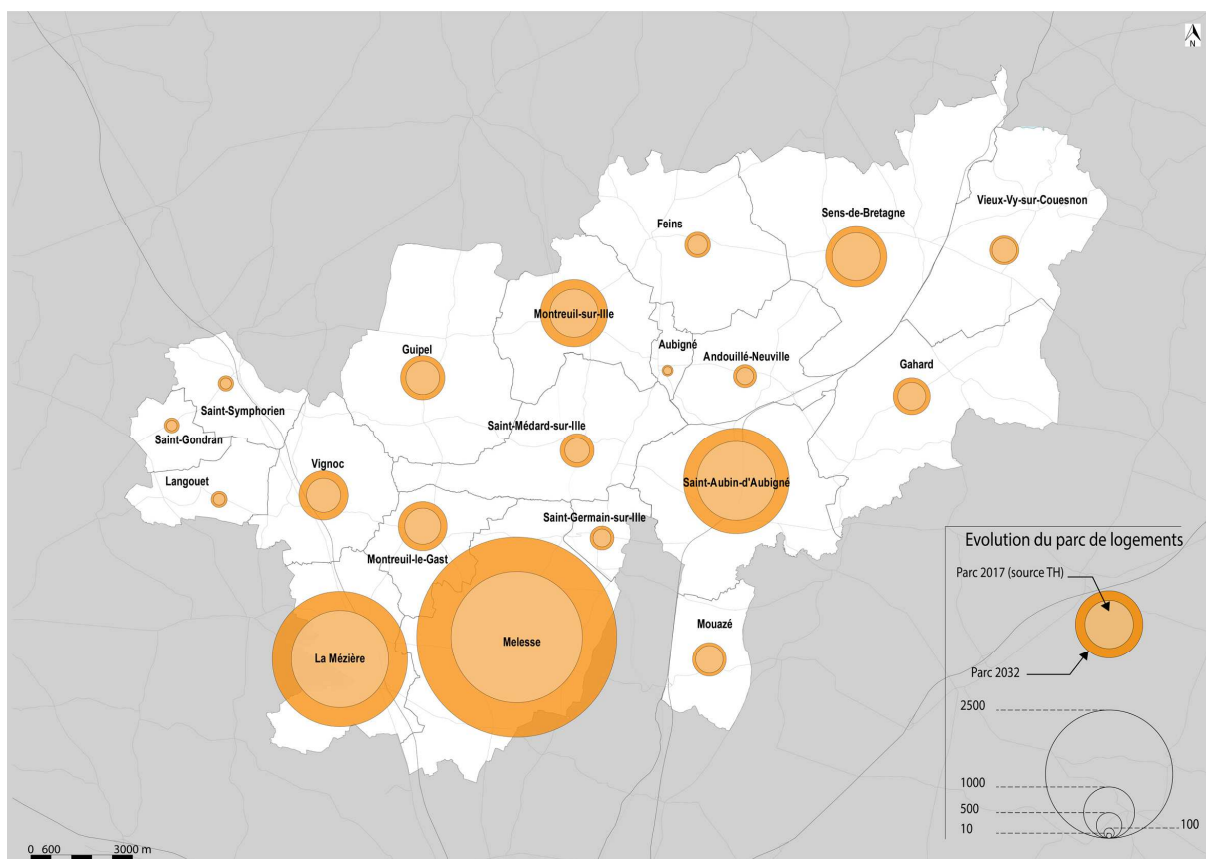 N
Vieux-Vy-sur-Couesnon
Sens-de-Bretagne
Feins
Montreuil-sur-Ille
Aubigné
Andouillé-Neuville
Guipel
Gahard
Saint-Symphorien
Saint-Gondran
Saint-Médard-sur-Ille
Vignoc
Langouet
Saint-Aubin-d'Aubigné
Saint-Germain-sur-Ille
Montreuil-le-Gast
Mouazé
Melesse
La Mézière
Evolution du parc de logements
Parc 2017 (source TH)
Parc 2032
2500
1000
500
10
100
0 600 3000 m